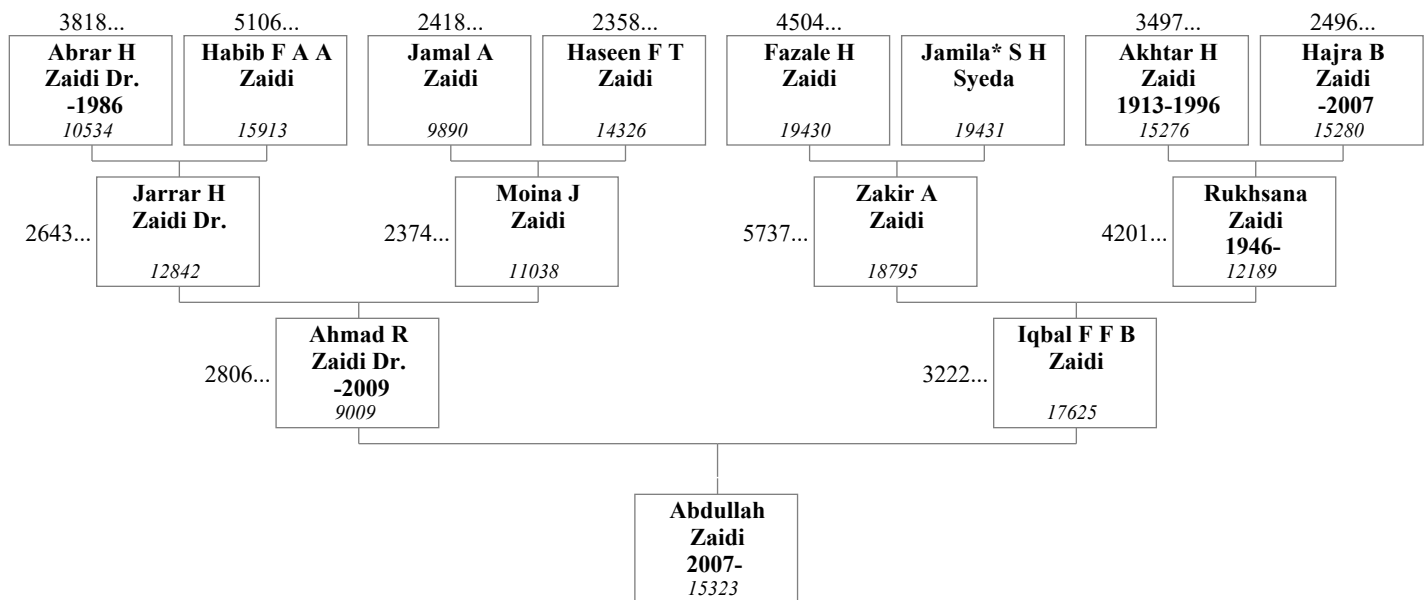 3818... 5106... 2418... 2358... 4504... 3497... 2496...
Abrar H
Zaidi Dr.
-1986
10534
Habib F A A
Zaidi
15913
Jamal A
Zaidi
9890
Haseen F T
Zaidi
14326
Fazale H
Zaidi
19430
Jamila* S H
Syeda
19431
Akhtar H
Zaidi
1913-1996
15276
Hajra B
Zaidi
-2007
15280
2643...
Jarrar H
Zaidi Dr.
12842
2374...
Moina J
Zaidi
11038
5737...
Zakir A
Zaidi
18795
4201...
Rukhsana
Zaidi
1946-
12189
2806...
Ahmad R
Zaidi Dr.
-2009
9009
3222...
Iqbal F F B
Zaidi
17625
Abdullah
Zaidi
2007-
15323